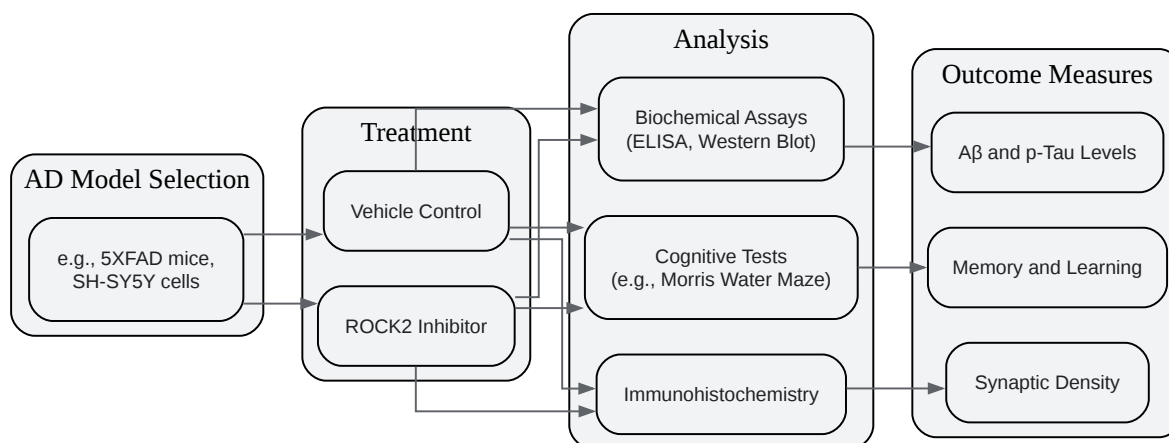 AD Model Selection
e.g., 5XFAD mice,
SH-SY5Y cells
Treatment
Vehicle Control
ROCK2 Inhibitor
Analysis
Biochemical Assays
(ELISA, Western Blot)
Cognitive Tests
(e.g., Morris Water Maze)
Immunohistochemistry
Outcome Measures
Aβ and p-Tau Levels
Memory and Learning
Synaptic Density